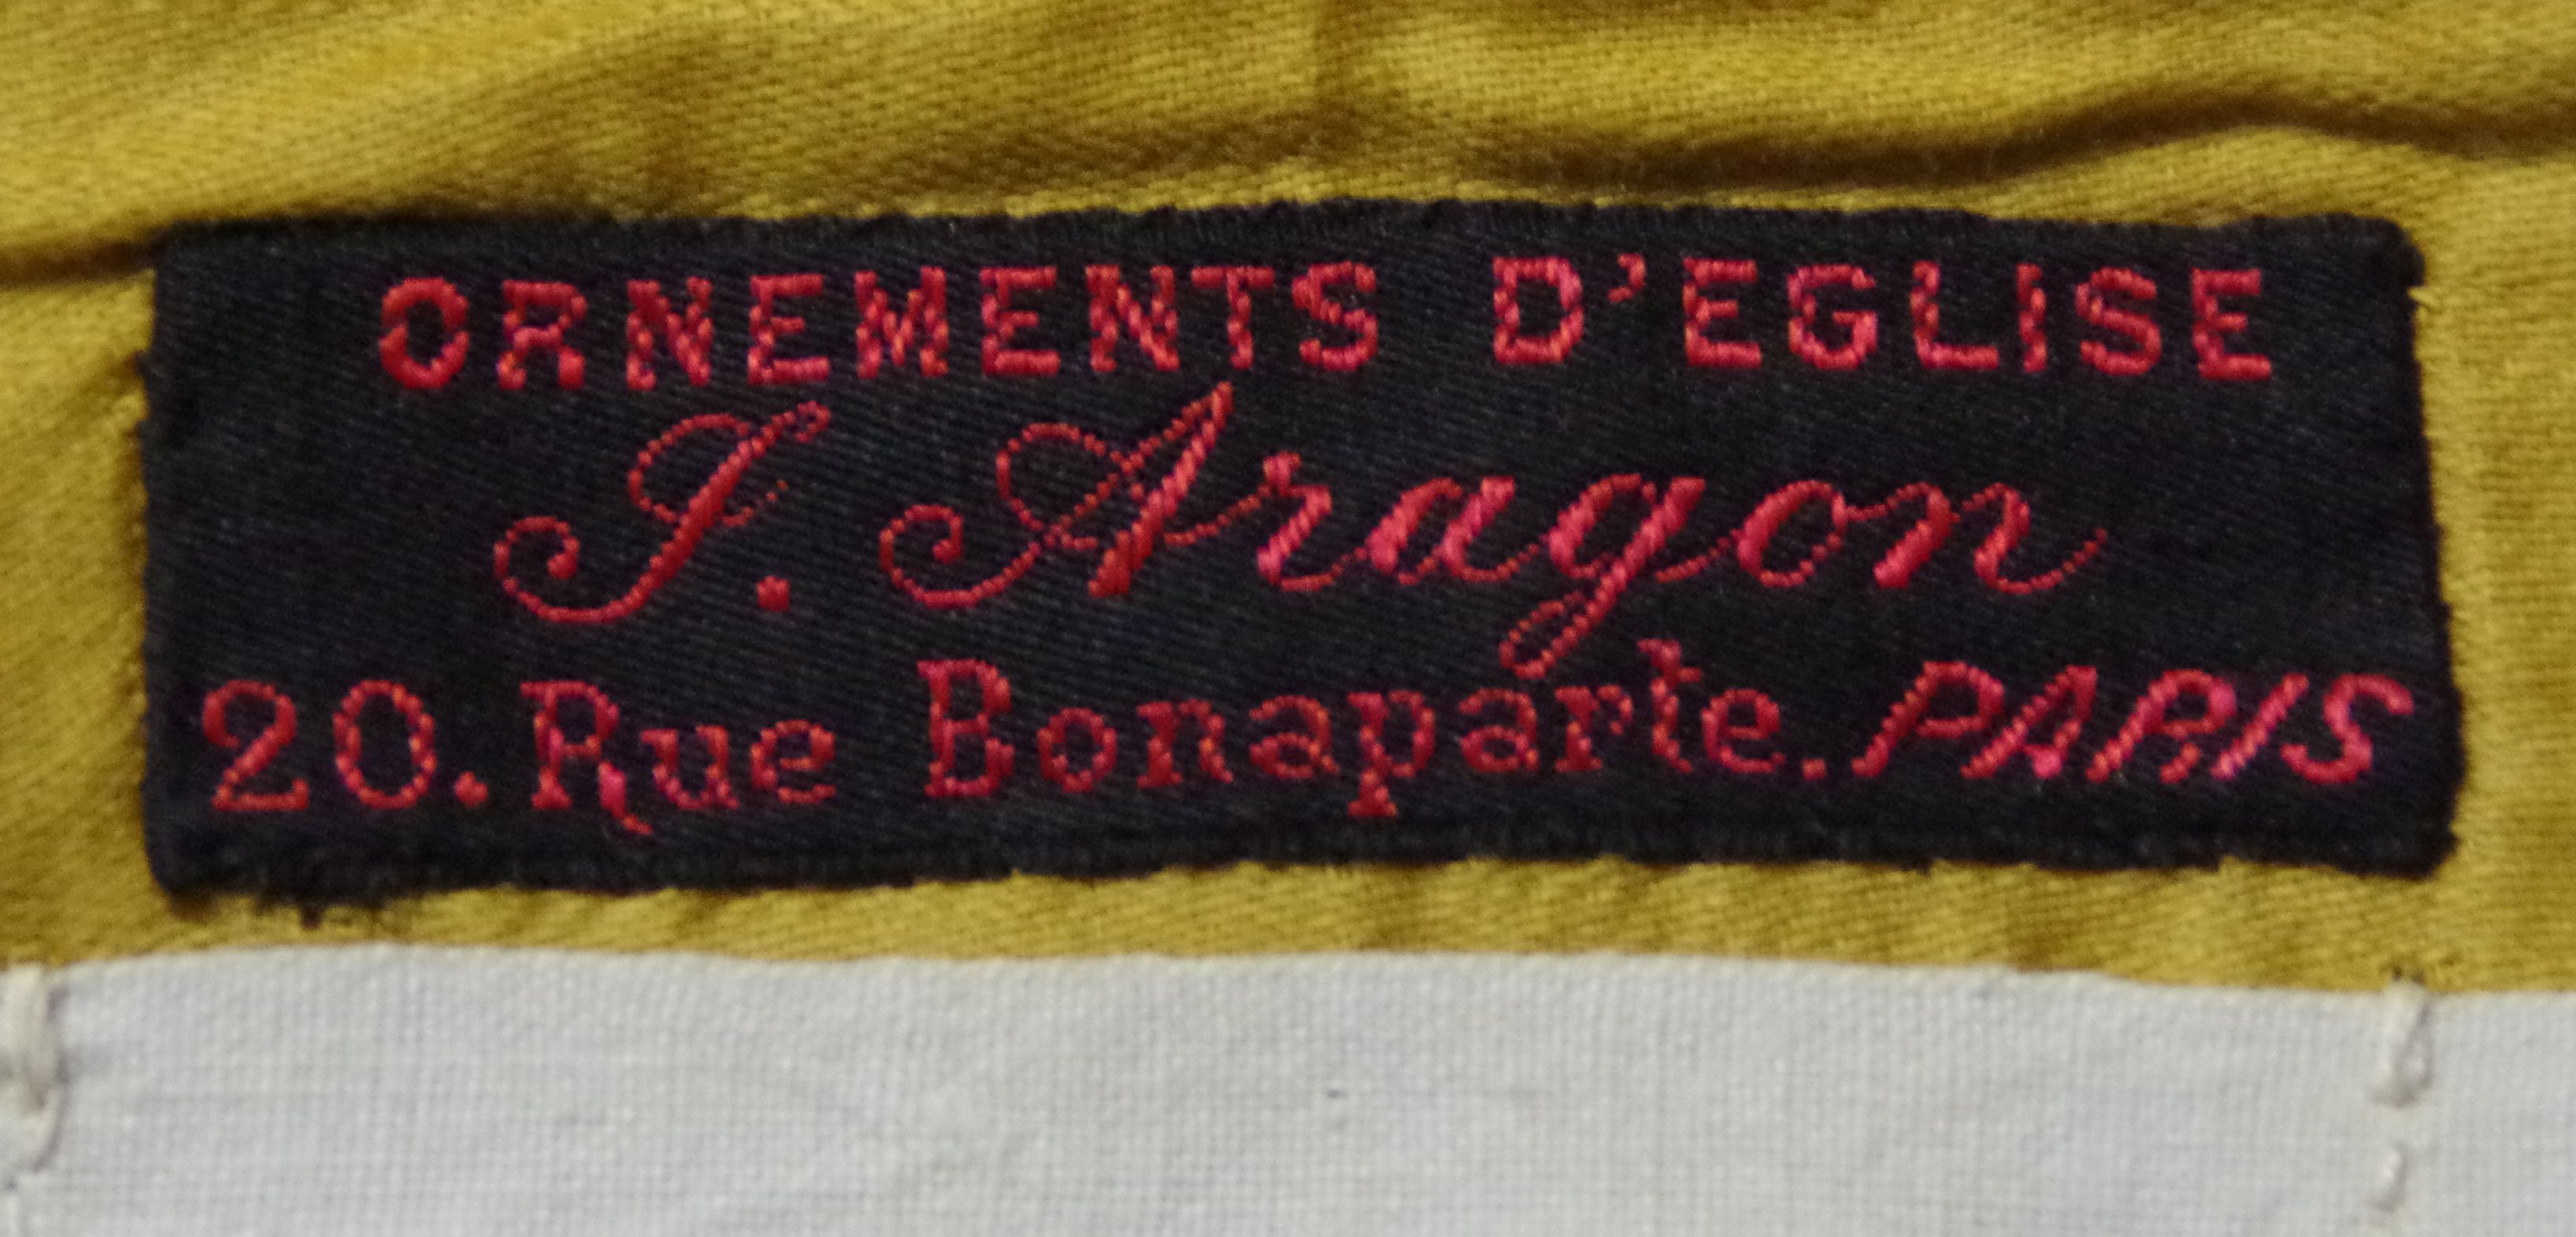 ORNEMENTS D'EGLISE
J. Aragon
20. Rue Bonaparte. PARIS